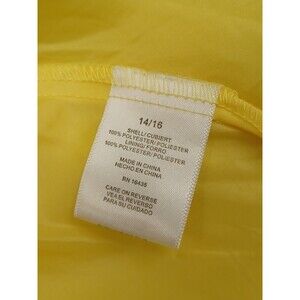 14/16
SHELL/CUBIERT
100% POLYESTER/POLIESTER
LINING/FORRO
100% POLYESTER/POLIESTER
MADE IN CHINA
HECHO EN CHINA
RN 16435
CARE ON REVERSE
VEA EL REVERSO
PARA SU CUIDADO